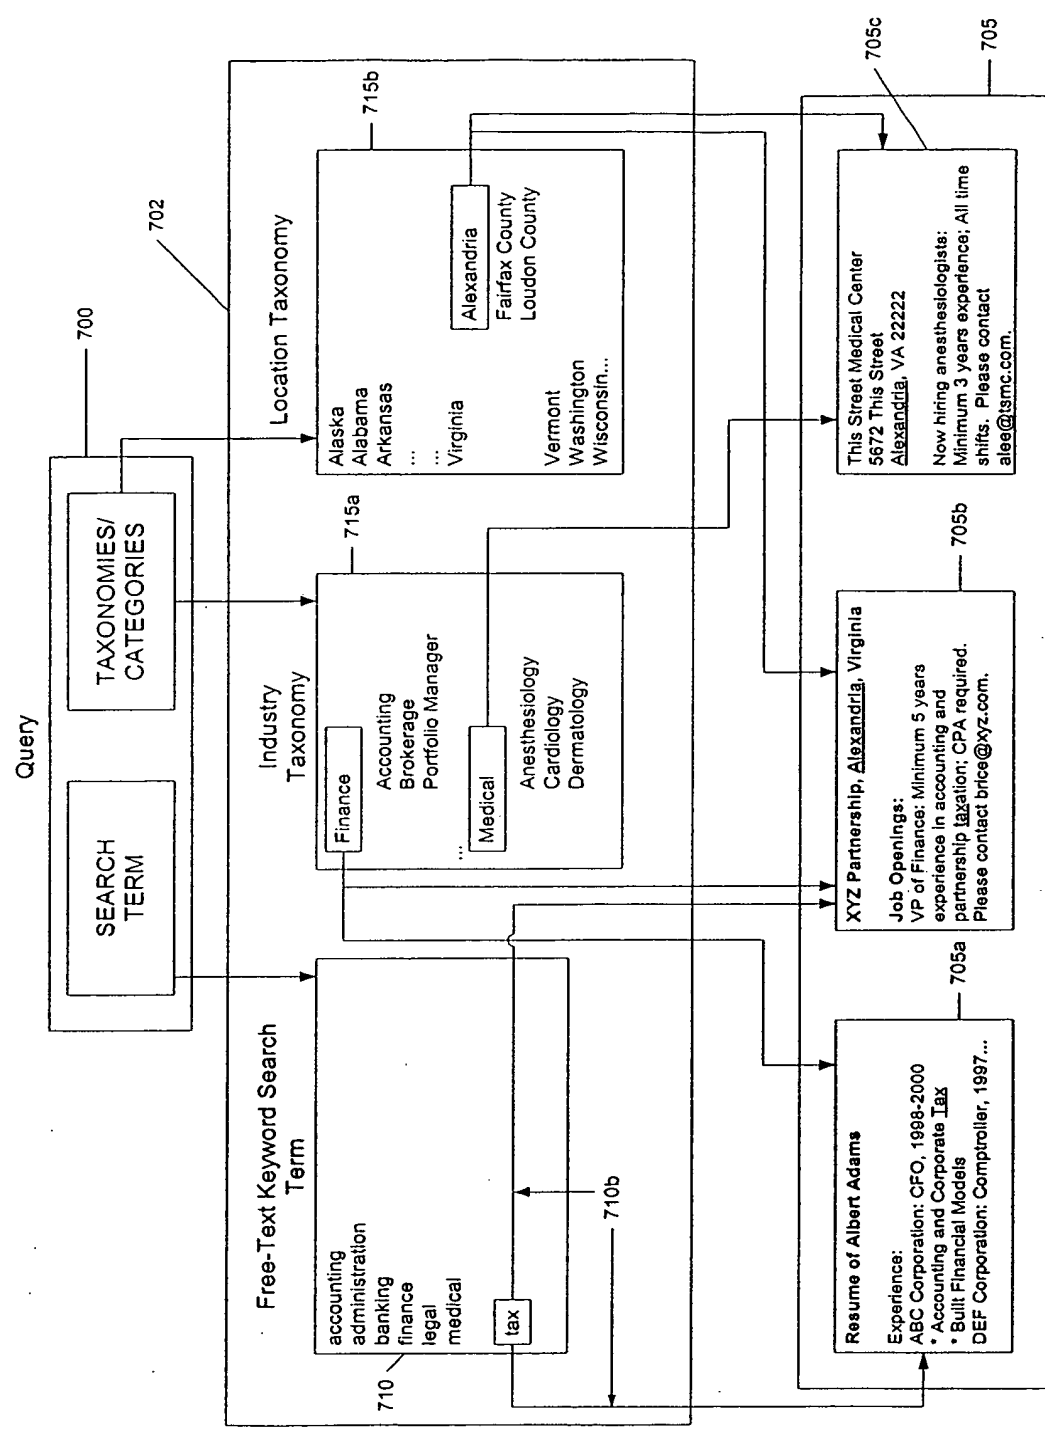 Query
700
SEARCH
TERM
TAXONOMIES/
CATEGORIES
702
Free-Text Keyword Search
Term
710
accounting
administration
banking
finance
legal
medical
tax
710b
Industry
Taxonomy
715a
Finance
Accounting
Brokerage
Portfolio Manager
...
Medical
Anesthesiology
Cardiology
Dermatology
Location Taxonomy
715b
Alaska
Alabama
Arkansas
...
...
Virginia
Alexandria
Fairfax County
Loudon County
Vermont
Washington
Wisconsin...
705
705a
Resume of Albert Adams
Experience:
ABC Corporation: CFO, 1998-2000
* Accounting and Corporate Tax
* Built Financial Models
DEF Corporation: Comptroller, 1997...
705b
XYZ Partnership, Alexandria, Virginia
Job Openings:
VP of Finance: Minimum 5 years
experience in accounting and
partnership taxation; CPA required.
Please contact brice@xyz.com.
705c
This Street Medical Center
5672 This Street
Alexandria, VA 22222
Now hiring anesthesiologists:
Minimum 3 years experience; All time
shifts. Please contact
alee@tsmc.com.